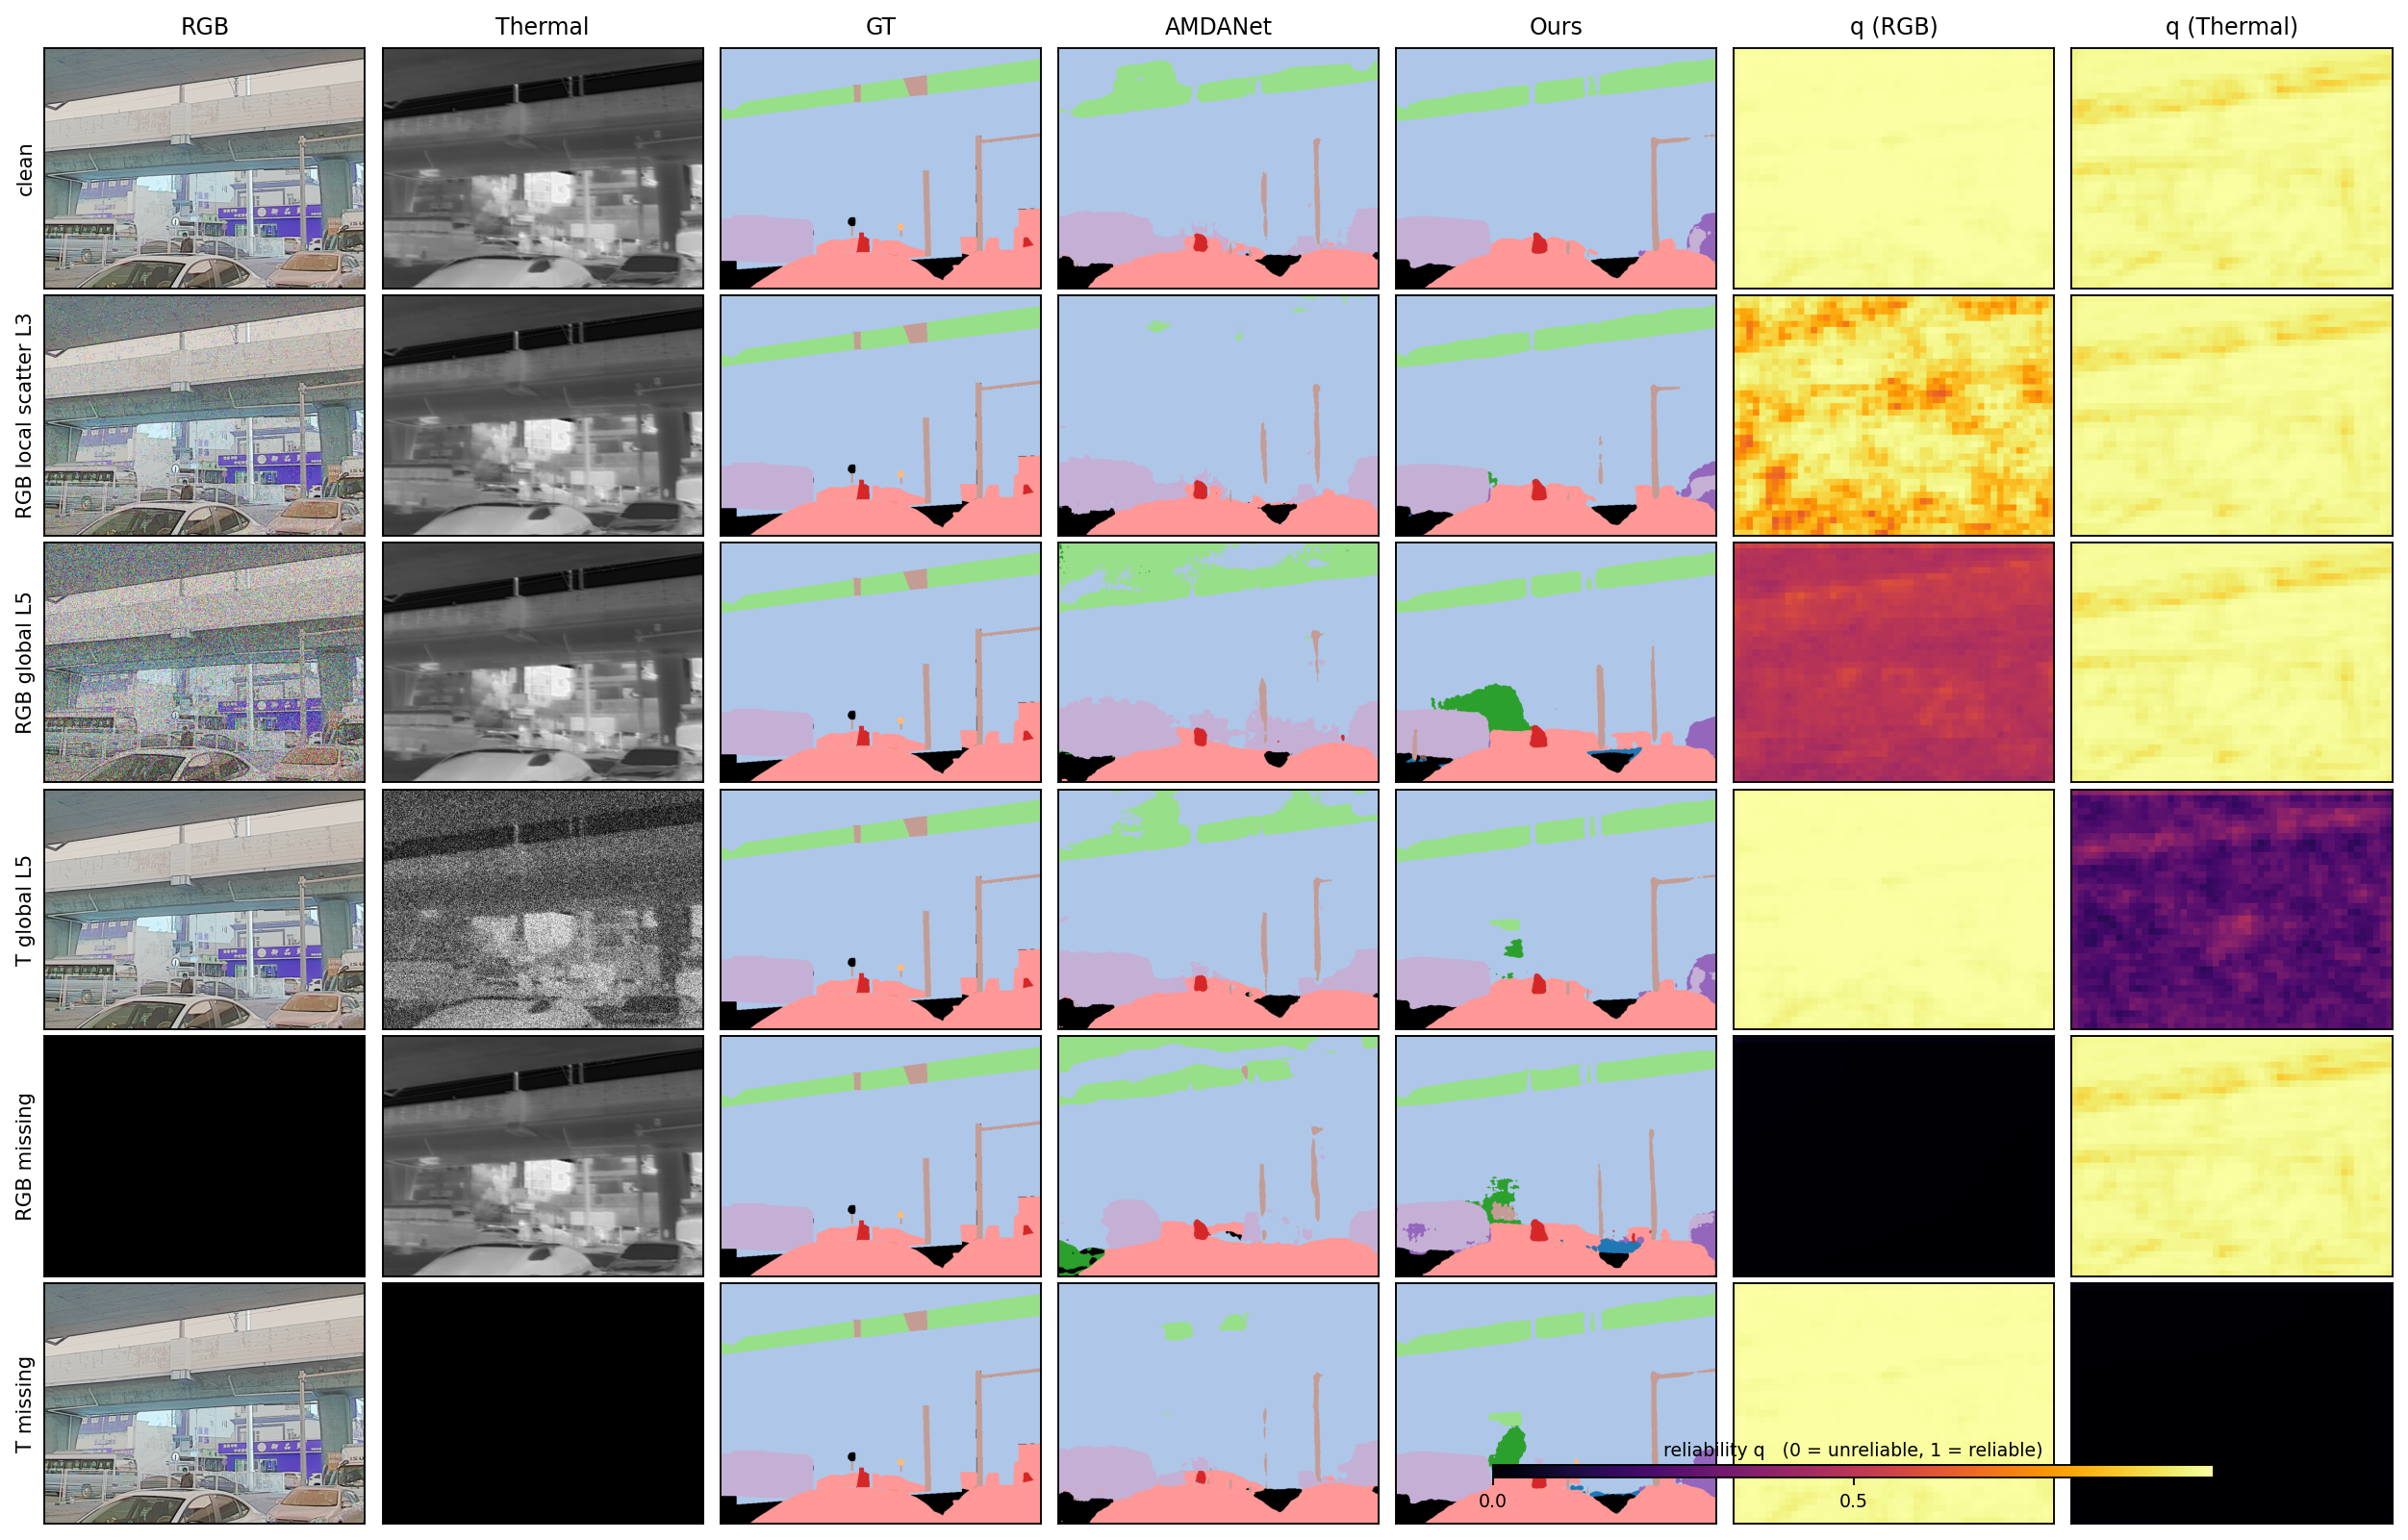 RGB Thermal GT AMDANet Ours q (RGB) q (Thermal)
clean
RGB local scatter L3
RGB global L5
T global L5
RGB missing
T missing
reliability q (0 = unreliable, 1 = reliable)
0.0 0.5